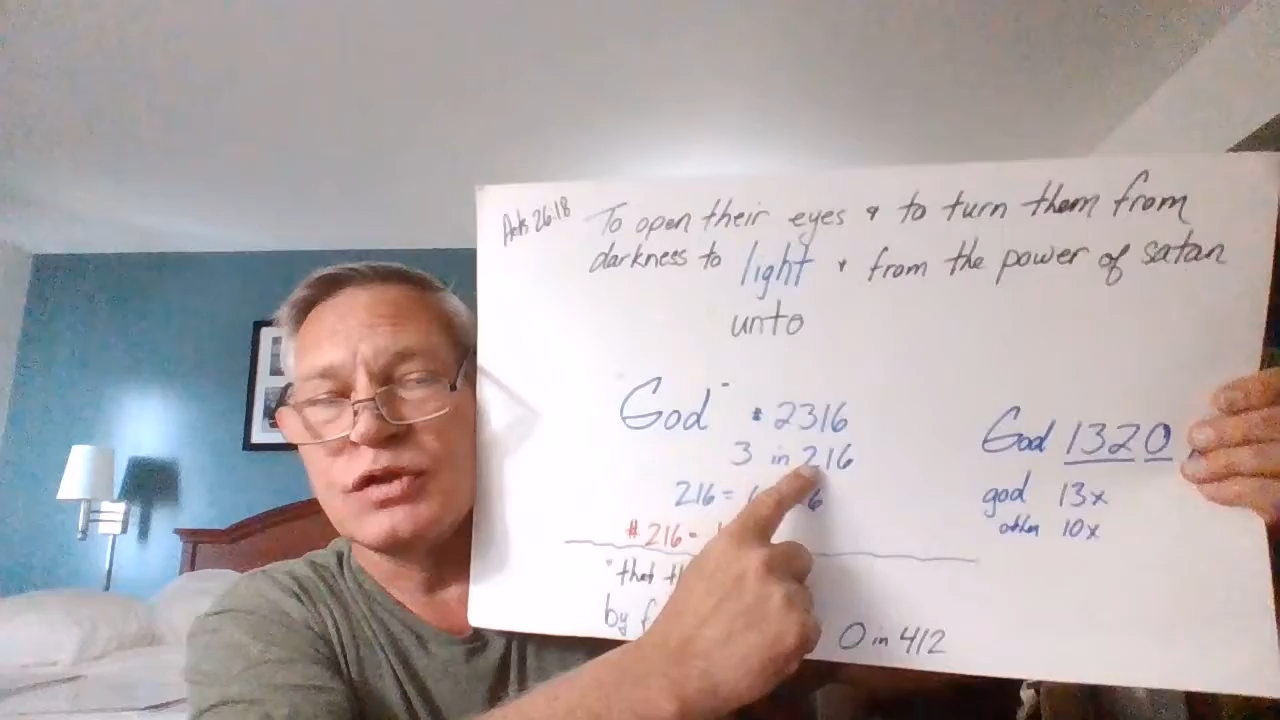 Acts 26:18 To open their eyes & to turn them from
darkness to light & from the power of satan
unto
God" # 2316
3 in 216
216 = 6
# 216 =
"that
by
0 in 412
God 1320
god 13x
other 10x